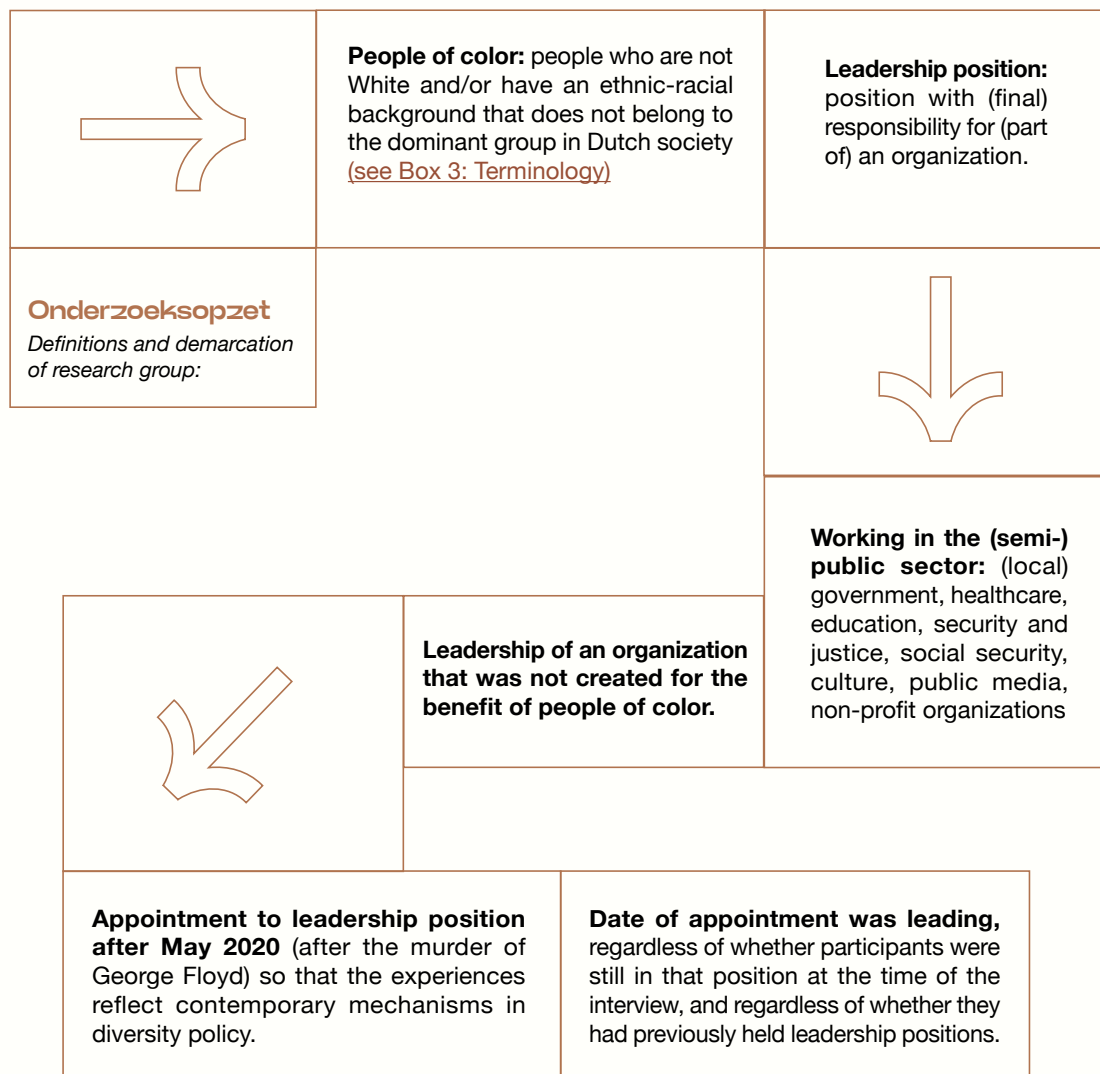 Onderzoeksopzet
Definitions and demarcation
of research group:
People of color: people who are not
White and/or have an ethnic-racial
background that does not belong to
the dominant group in Dutch society
(see Box 3: Terminology)
Leadership position:
position with (final)
responsibility for (part
of) an organization.
Working in the (semi-)
public sector: (local)
government, healthcare,
education, security and
justice, social security,
culture, public media,
non-profit organizations
Leadership of an organization
that was not created for the
benefit of people of color.
Appointment to leadership position
after May 2020 (after the murder of
George Floyd) so that the experiences
reflect contemporary mechanisms in
diversity policy.
Date of appointment was leading,
regardless of whether participants were
still in that position at the time of the
interview, and regardless of whether they
had previously held leadership positions.